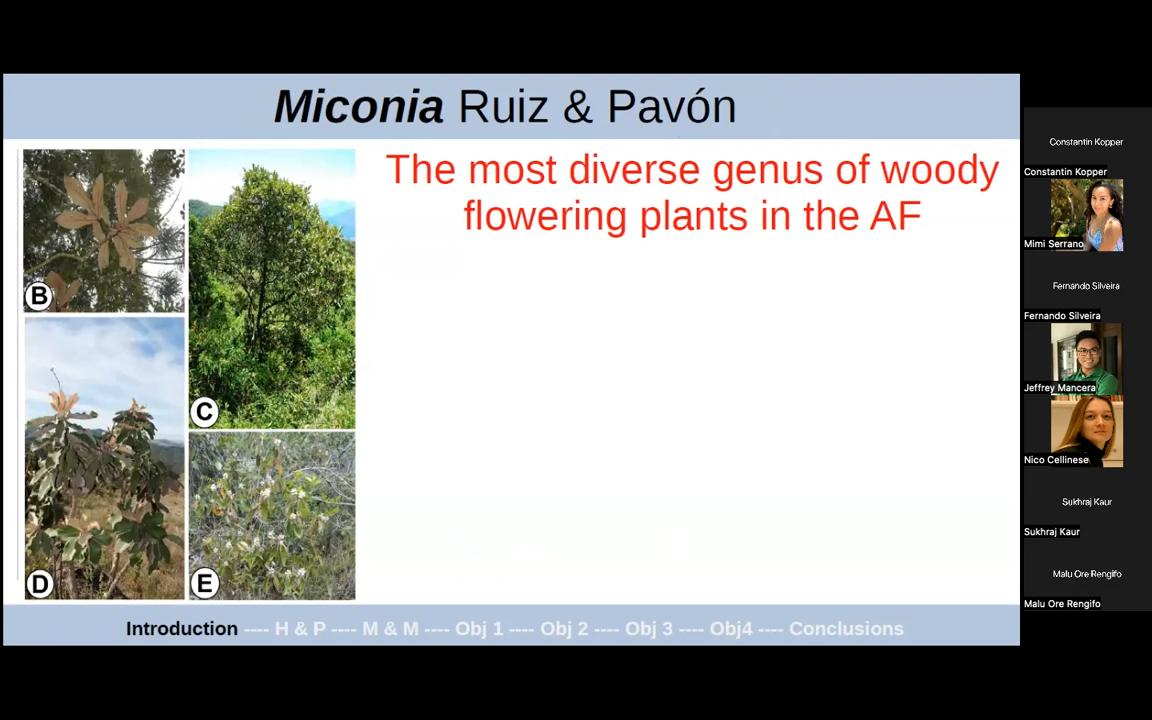 Miconia Ruiz & Pavón
The most diverse genus of woody
flowering plants in the AF
B
C
D
E
Introduction ---- H & P ---- M & M ---- Obj 1 ---- Obj 2 ---- Obj 3 ---- Obj4 ---- Conclusions
Constantin Kopper
Constantin Kopper
Mimi Serrano
Fernando Silveira
Fernando Silveira
Jeffrey Mancera
Nico Cellinese
Sukhraj Kaur
Sukhraj Kaur
Malu Ore Rengifo
Malu Ore Rengifo